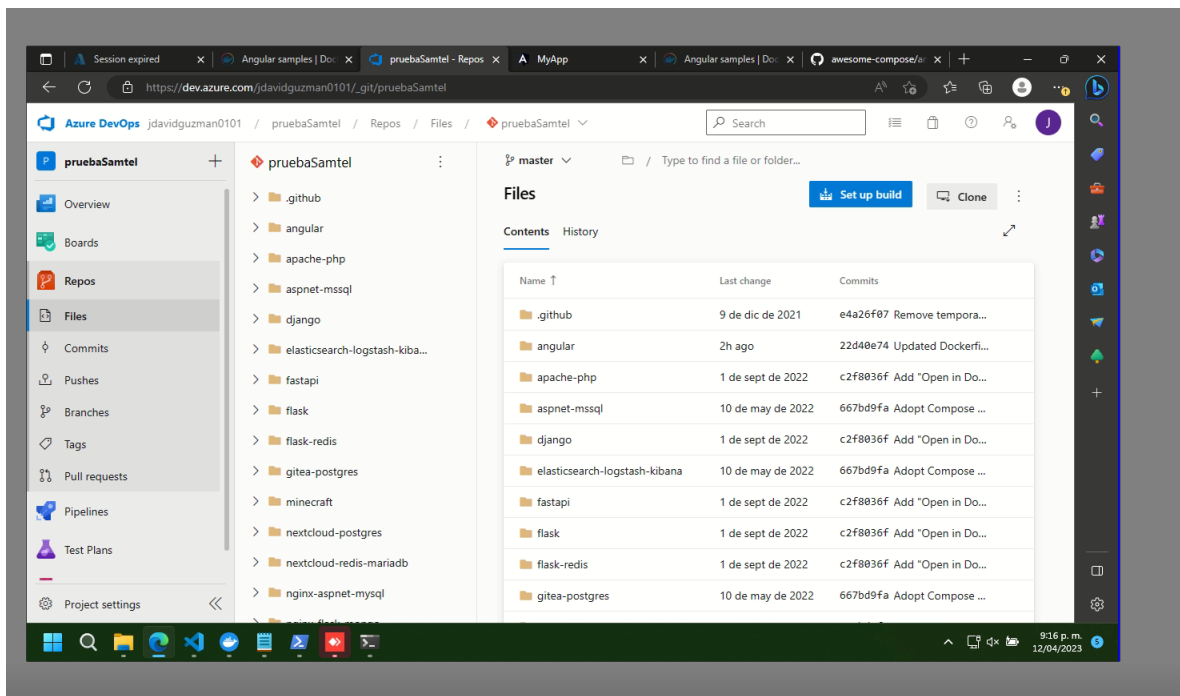 Session expired
Angular samples | Doc
pruebaSamtel - Repos
MyApp
Angular samples | Doc
awesome-compose/ar
https://dev.azure.com/jdavidguzman0101/_git/pruebaSamtel
Azure DevOps jdavidguzman0101 / pruebaSamtel / Repos / Files / pruebaSamtel
Search
J
P pruebaSamtel
Overview
Boards
Repos
Files
Commits
Pushes
Branches
Tags
Pull requests
Pipelines
Test Plans
Project settings
pruebaSamtel
.github
angular
apache-php
aspnet-mssql
django
elasticsearch-logstash-kiba...
fastapi
flask
flask-redis
gitea-postgres
minecraft
nextcloud-postgres
nextcloud-redis-mariadb
nginx-aspnet-mysql
nginx-flask-mongo
master / Type to find a file or folder...
Files
Set up build
Clone
Contents History
Name ↑ Last change Commits
.github 9 de dic de 2021 e4a26f07 Remove tempora...
angular 2h ago 22d40e74 Updated Dockerfi...
apache-php 1 de sept de 2022 c2f8036f Add "Open in Do...
aspnet-mssql 10 de may de 2022 667bd9fa Adopt Compose ...
django 1 de sept de 2022 c2f8036f Add "Open in Do...
elasticsearch-logstash-kibana 10 de may de 2022 667bd9fa Adopt Compose ...
fastapi 1 de sept de 2022 c2f8036f Add "Open in Do...
flask 1 de sept de 2022 c2f8036f Add "Open in Do...
flask-redis 1 de sept de 2022 c2f8036f Add "Open in Do...
gitea-postgres 10 de may de 2022 667bd9fa Adopt Compose ...
9:16 p. m.
12/04/2023
5